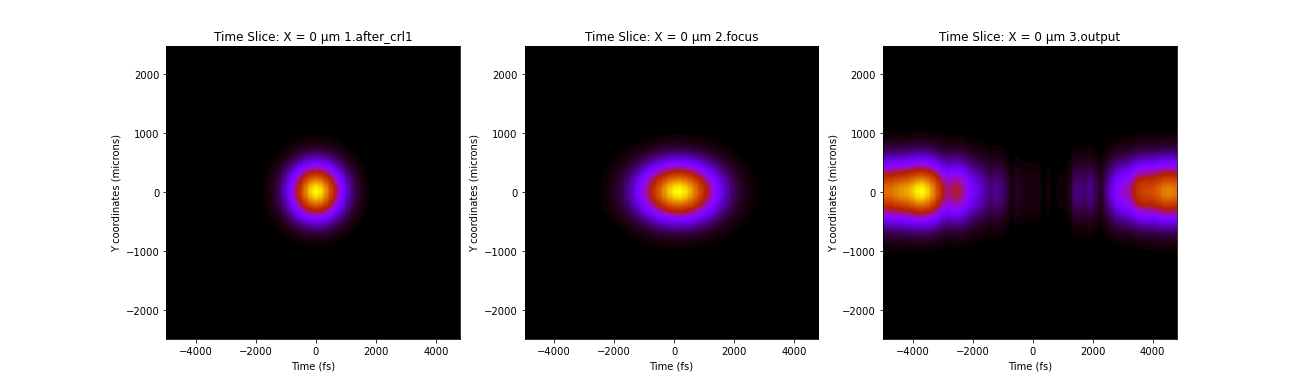 Time Slice: X = 0 µm 1.after_crl1
2000
1000
0
−1000
−2000
Y coordinates (microns)
−4000 −2000 0 2000 4000
Time (fs)
Time Slice: X = 0 µm 2.focus
2000
1000
0
−1000
−2000
Y coordinates (microns)
−4000 −2000 0 2000 4000
Time (fs)
Time Slice: X = 0 µm 3.output
2000
1000
0
−1000
−2000
Y coordinates (microns)
−4000 −2000 0 2000 4000
Time (fs)